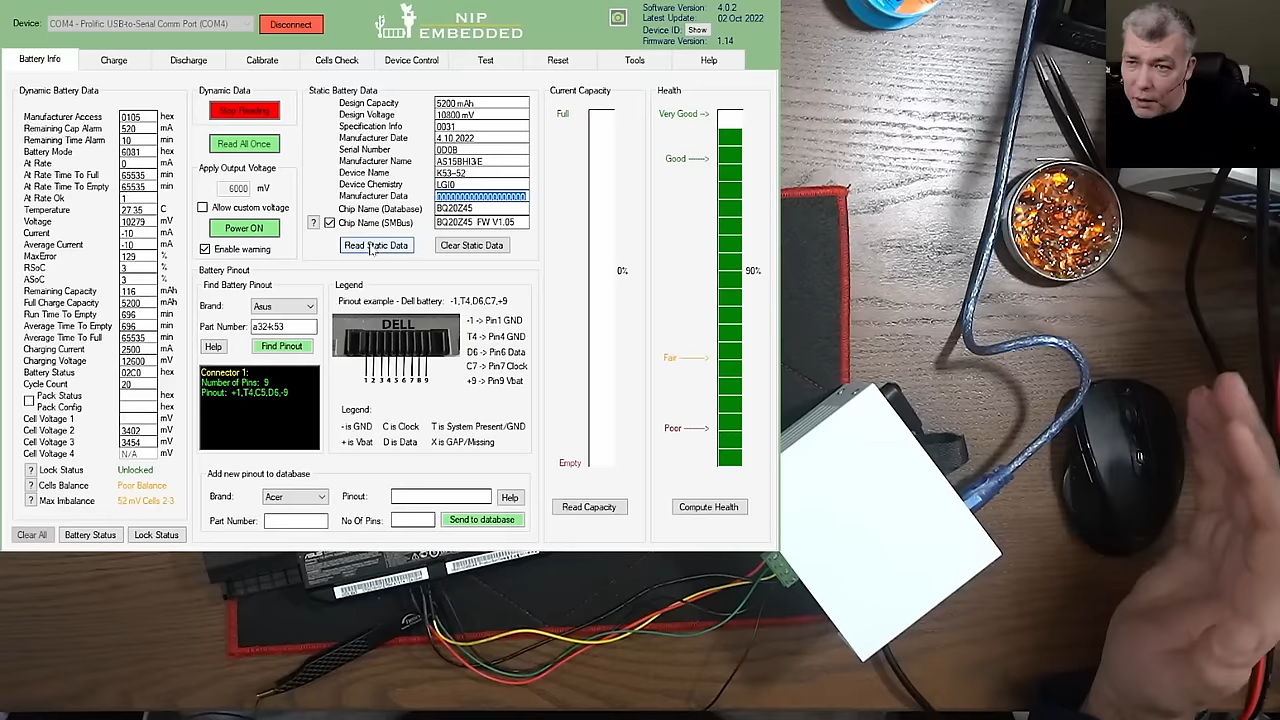 Device: COM4 - Prolific USB-to-Serial Comm Port (COM4) Disconnect
NIP
EMBEDDED
Software Version: 4.0.2
Latest Update: 02 Oct 2022
Device ID: Show
Firmware Version: 1.14
Battery Info Charge Discharge Calibrate Cells Check Device Control Test Reset Tools Help
Dynamic Battery Data
Manufacturer Access 0105 hex
Remaining Cap Alarm 520 mA
Remaining Time Alarm 10 min
Battery Mode 6031 hex
At Rate 0 mA
At Rate Time To Full 65535 min
At Rate Time To Empty 65535 min
At Rate Ok 1
Temperature 27.35 C
Voltage 10279 mV
Current -10 mA
Average Current -10 mA
MaxError 129 %
RSoC 3 %
ASoC 3 %
Remaining Capacity 116 mAh
Full Charge Capacity 5200 mAh
Run Time To Empty 696 min
Average Time To Empty 696 min
Average Time To Full 65535 min
Charging Current 2500 mA
Charging Voltage 12600 mV
Battery Status 02C0 hex
Cycle Count 20
Pack Status hex
Pack Config hex
Cell Voltage 1 mV
Cell Voltage 2 3402 mV
Cell Voltage 3 3454 mV
Cell Voltage 4 N/A mV
? Lock Status Unlocked
? Cells Balance Poor Balance
? Max Imbalance 52 mV Cells 2-3
Clear All Battery Status Lock Status
Dynamic Data
Stop Reading
Read All Once
Apply Output Voltage
6000 mV
Allow custom voltage
Power ON
Enable warning
Static Battery Data
Design Capacity 5200 mAh
Design Voltage 10800 mV
Specification Info 0031
Manufacture Date 4.10.2022
Serial Number 0D0B
Manufacturer Name
Device Name K53-52
Device Chemistry LGI0
Manufacturer Data
Chip Name (Database) BQ20Z45
? Chip Name (SMBus) BQ20Z45 FW V1.05
Read Static Data Clear Static Data
Battery Pinout
Find Battery Pinout
Brand: Asus
Part Number: a32-k53
Help Find Pinout
Connector 1:
Number of Pins: 9
Pinout: +1,T4,C5,D6,-9
Legend
Pinout example - Dell battery: -1,T4,D6,C7,+9
DELL
1 2 3 4 5 6 7 8 9
-1 -> Pin1 GND
T4 -> Pin4 GND
D6 -> Pin6 Data
C7 -> Pin7 Clock
+9 -> Pin9 Vbat
Legend:
- is GND C is Clock T is System Present/GND
+ is Vbat D is Data X is GAP/Missing
Add new pinout to database
Brand: Acer Pinout: Help
Part Number: No Of Pins: Send to database
Current Capacity
Full
0%
Empty
Read Capacity
Health
Very Good -->
Good ----->
90%
Fair ----->
Poor ----->
Compute Health